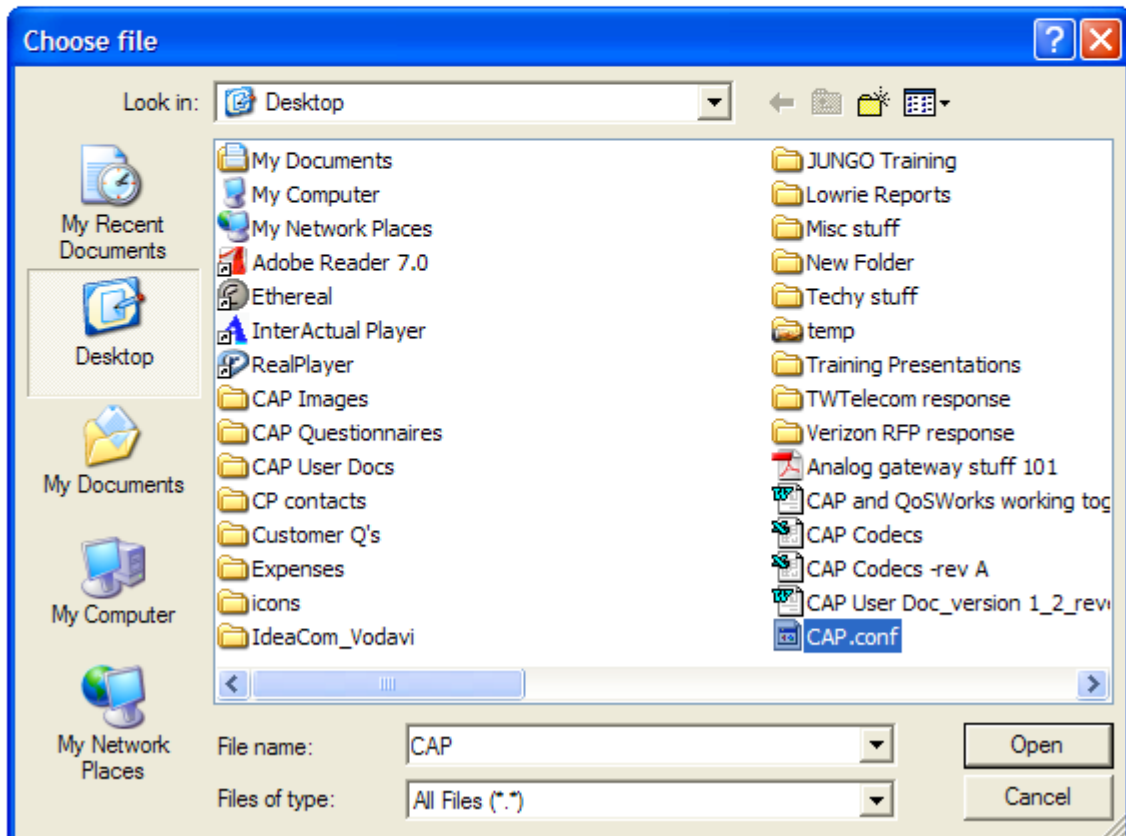 Choose file
Look in: Desktop
My Recent
Documents
Desktop
My Documents
My Computer
My Network
Places
My Documents
My Computer
My Network Places
Adobe Reader 7.0
Ethereal
InterActual Player
RealPlayer
CAP Images
CAP Questionnaires
CAP User Docs
CP contacts
Customer Q's
Expenses
icons
IdeaCom_Vodavi
JUNGO Training
Lowrie Reports
Misc stuff
New Folder
Techy stuff
temp
Training Presentations
TWTelecom response
Verizon RFP response
Analog gateway stuff 101
CAP and QoSWorks working tog
CAP Codecs
CAP Codecs -rev A
CAP User Doc_version 1_2_rev
CAP.conf
File name: CAP
Open
Files of type: All Files (*.*)
Cancel